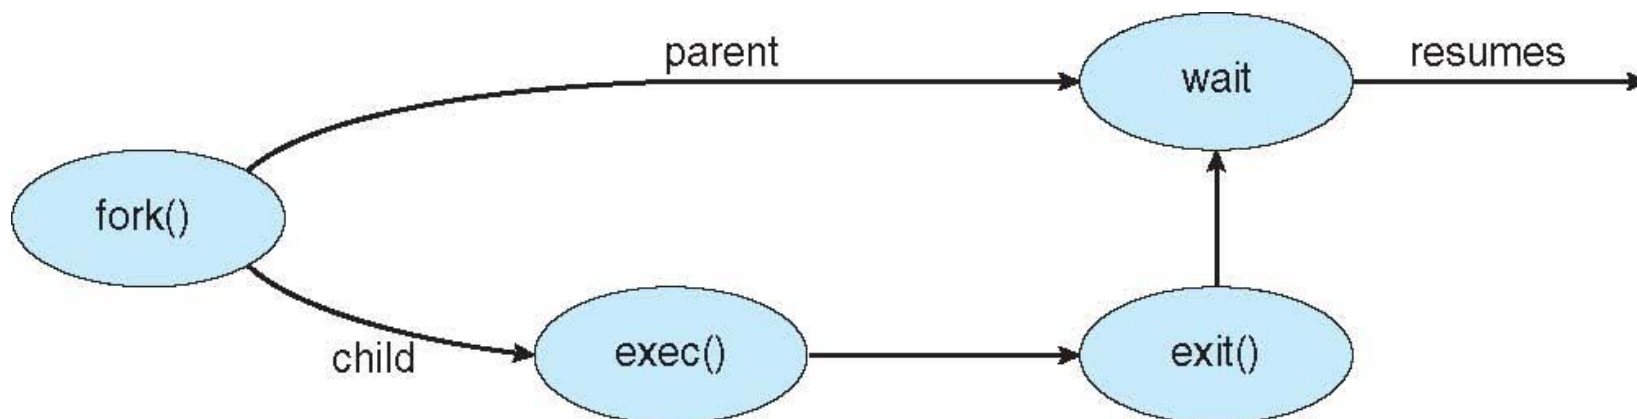 parent
wait
resumes
fork()
child
exec()
exit()